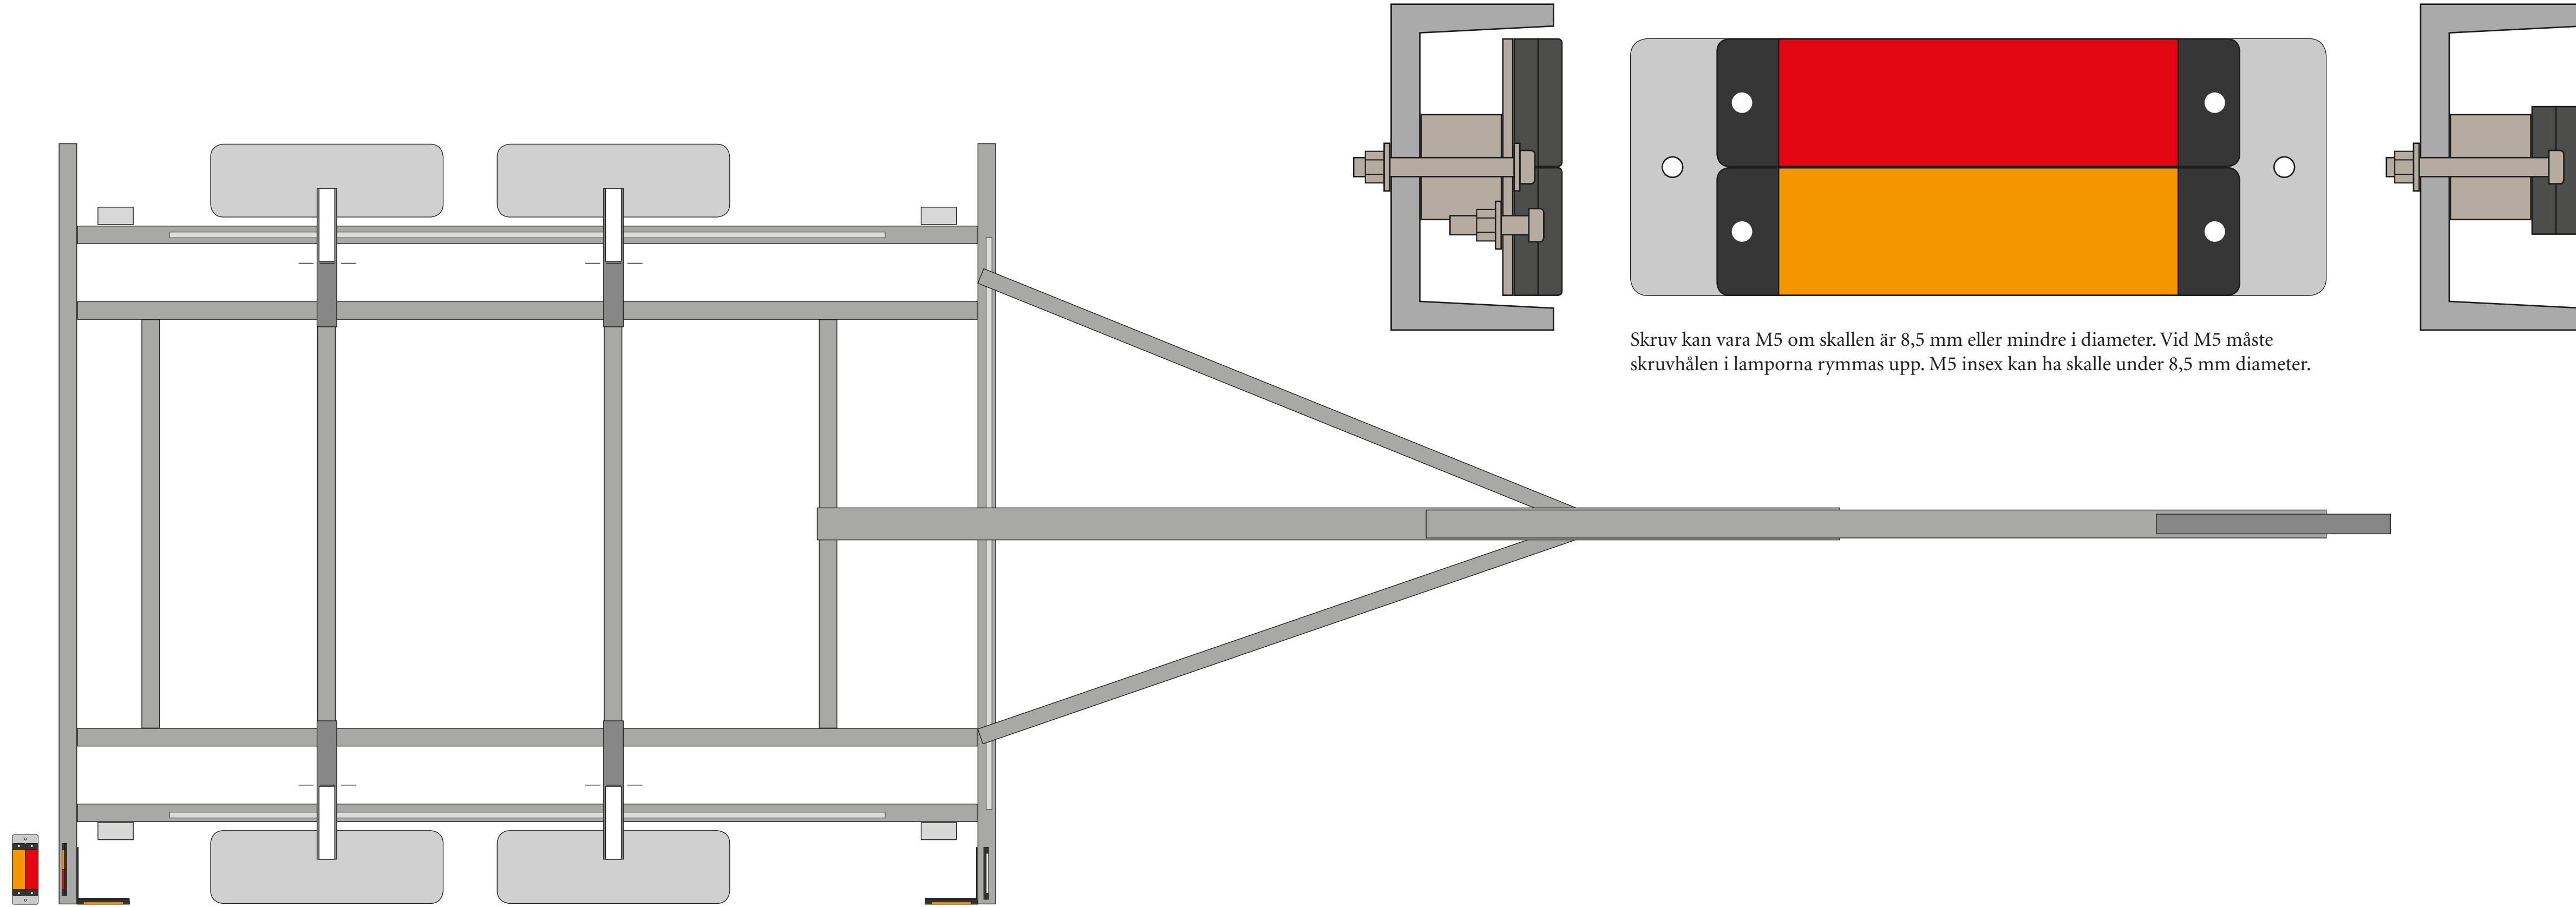 Skruv kan vara M5 om skallen är 8,5 mm eller mindre i diameter. Vid M5 måste
skruvhålen i lamporna rymmas upp. M5 insex kan ha skalle under 8,5 mm diameter.